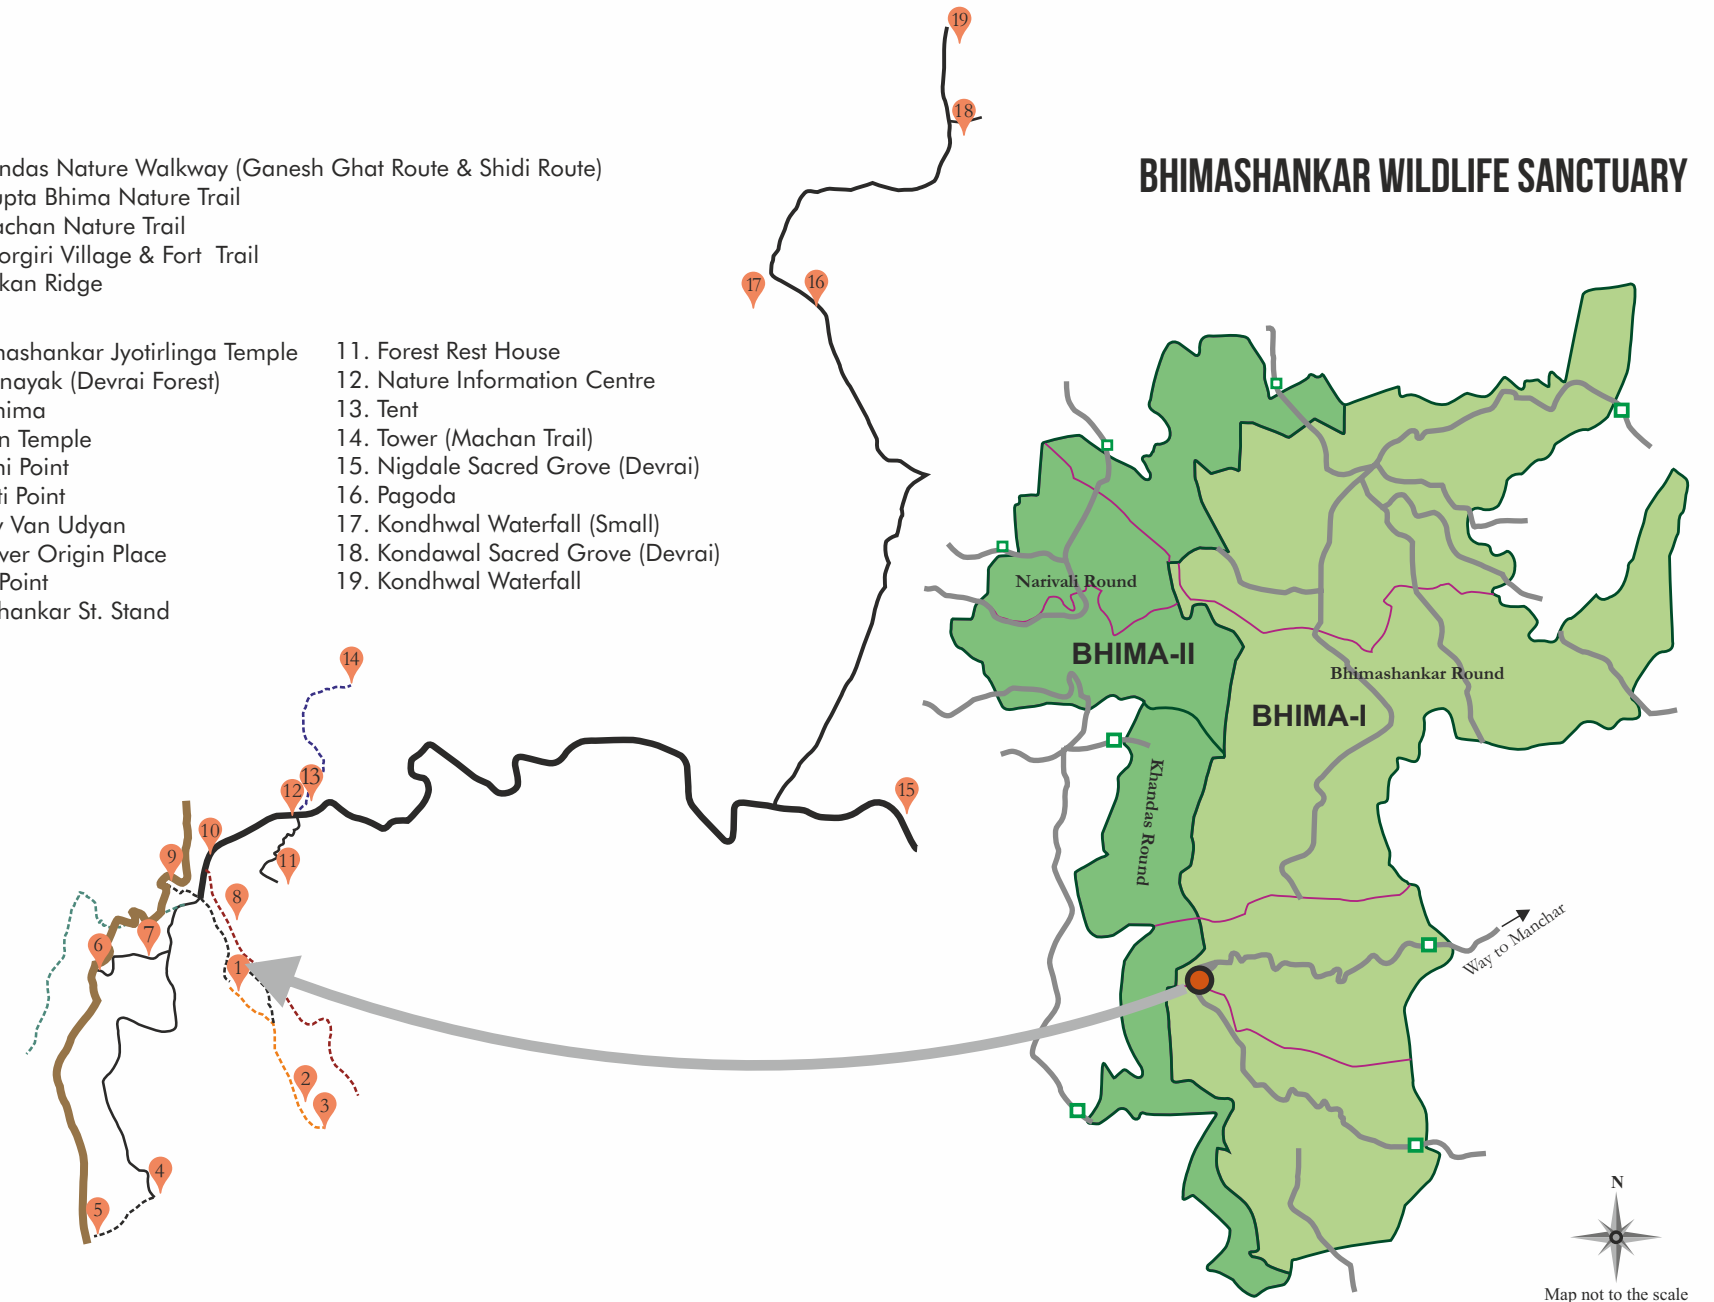 BHIMASHANKAR WILDLIFE SANCTUARY
ndas Nature Walkway (Ganesh Ghat Route & Shidi Route)
upta Bhima Nature Trail
achan Nature Trail
orgiri Village & Fort Trail
kan Ridge
nashankar Jyotirlinga Temple
nayak (Devrai Forest)
hima
n Temple
ni Point
ti Point
y Van Udyan
ver Origin Place
Point
hankar St. Stand
11. Forest Rest House
12. Nature Information Centre
13. Tent
14. Tower (Machan Trail)
15. Nigdale Sacred Grove (Devrai)
16. Pagoda
17. Kondhwal Waterfall (Small)
18. Kondawal Sacred Grove (Devrai)
19. Kondhwal Waterfall
19
18
17
16
14
13
12
15
10
9
11
8
7
6
1
2
3
4
5
Narivali Round
BHIMA-II
Bhimashankar Round
BHIMA-I
Khandas Round
Way to Manchar
N
Map not to the scale